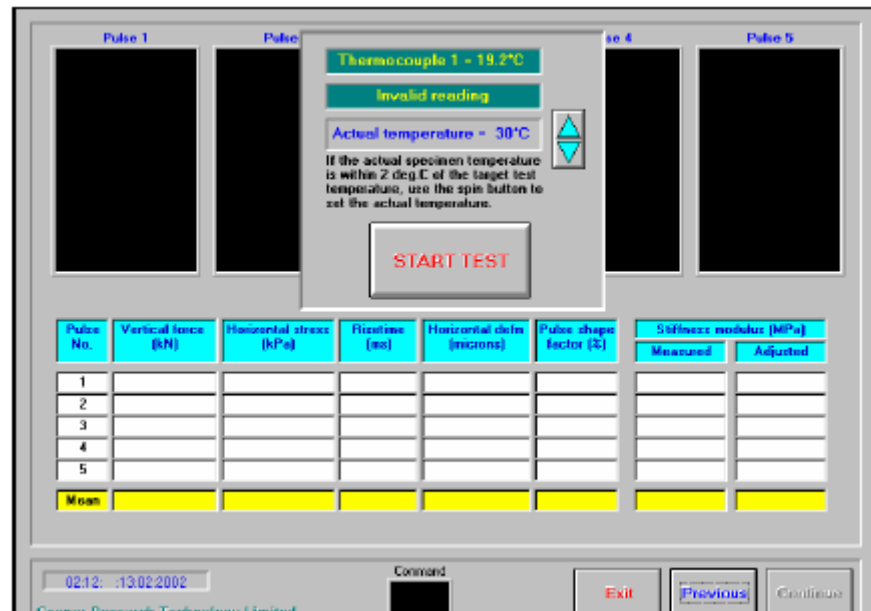 Pulse 1
Pulse
Thermocouple 1 - 19.2°C
Invalid reading
Actual temperature - 30°C
If the actual specimen temperature
is within 2 deg.C of the target test
temperature, use the spin button to
set the actual temperature.
START TEST
se 4
Pulse 5
Pulse No. Vertical force (kN) Horizontal stress (kPa) Risetime (ms) Horizontal defm (microns) Pulse shape factor (%) Stiffness modulus (MPa)
Measured Adjusted
1
2
3
4
5
Mean
02:12: :13:02:2002
Command
Exit
Previous
Continue
Research Technology Limited